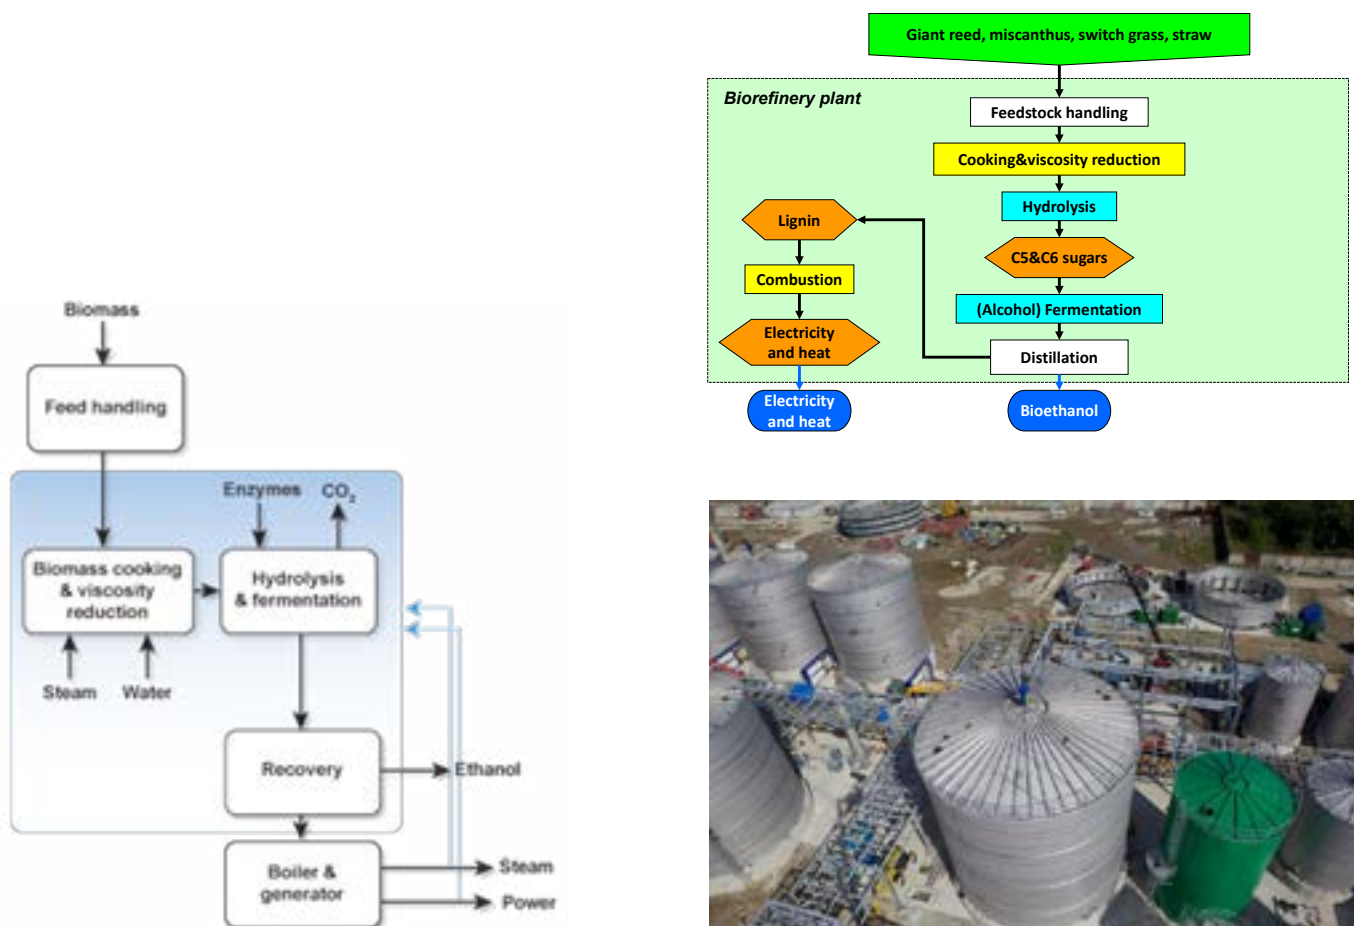 Biomass
Feed handling
Enzymes
CO₂
Biomass cooking
& viscosity
reduction
Hydrolysis
& fermentation
Steam
Water
Recovery
Ethanol
Boiler &
generator
Steam
Power
Giant reed, miscanthus, switch grass, straw
Biorefinery plant
Feedstock handling
Cooking&viscosity reduction
Hydrolysis
Lignin
C5&C6 sugars
Combustion
(Alcohol) Fermentation
Electricity
and heat
Distillation
Electricity
and heat
Bioethanol